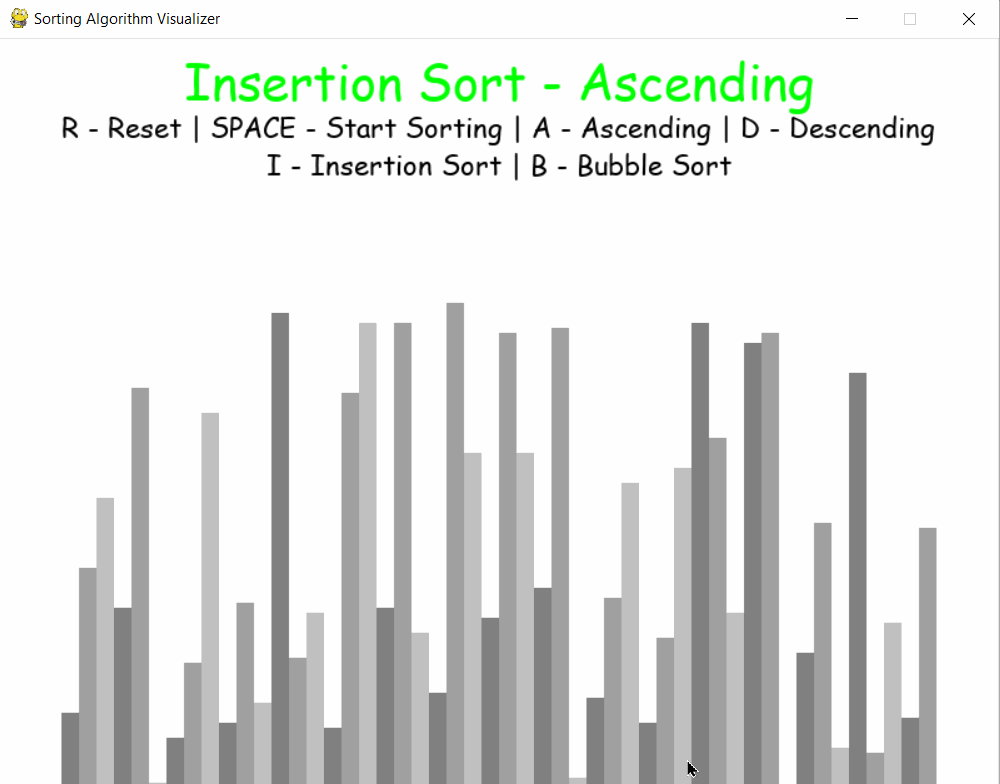 Sorting Algorithm Visualizer
Insertion Sort - Ascending
R - Reset | SPACE - Start Sorting | A - Ascending | D - Descending
I - Insertion Sort | B - Bubble Sort